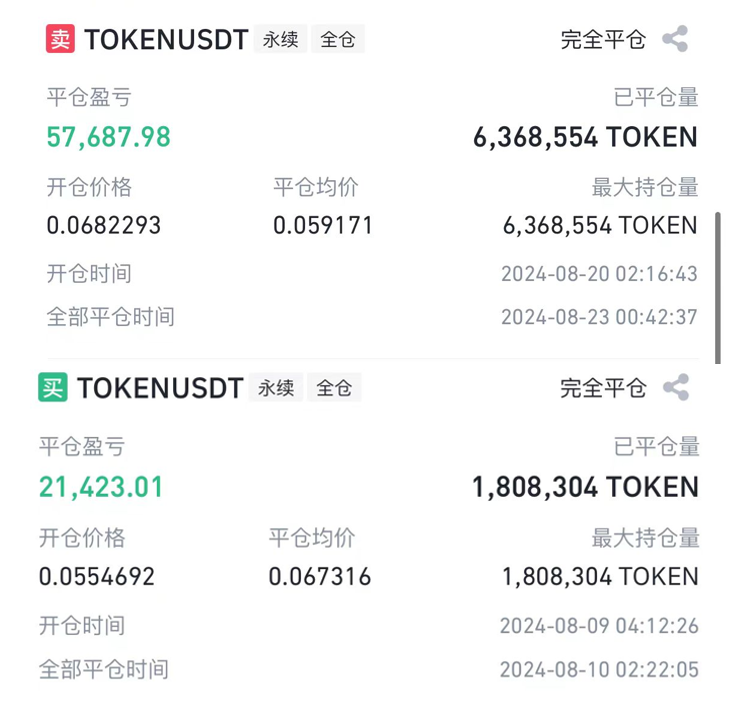 卖 TOKENUSDT 永续 全仓 完全平仓
平仓盈亏 已平仓量
57,687.98 6,368,554 TOKEN
开仓价格 平仓均价 最大持仓量
0.0682293 0.059171 6,368,554 TOKEN
开仓时间 2024-08-20 02:16:43
全部平仓时间 2024-08-23 00:42:37
买 TOKENUSDT 永续 全仓 完全平仓
平仓盈亏 已平仓量
21,423.01 1,808,304 TOKEN
开仓价格 平仓均价 最大持仓量
0.0554692 0.067316 1,808,304 TOKEN
开仓时间 2024-08-09 04:12:26
全部平仓时间 2024-08-10 02:22:05